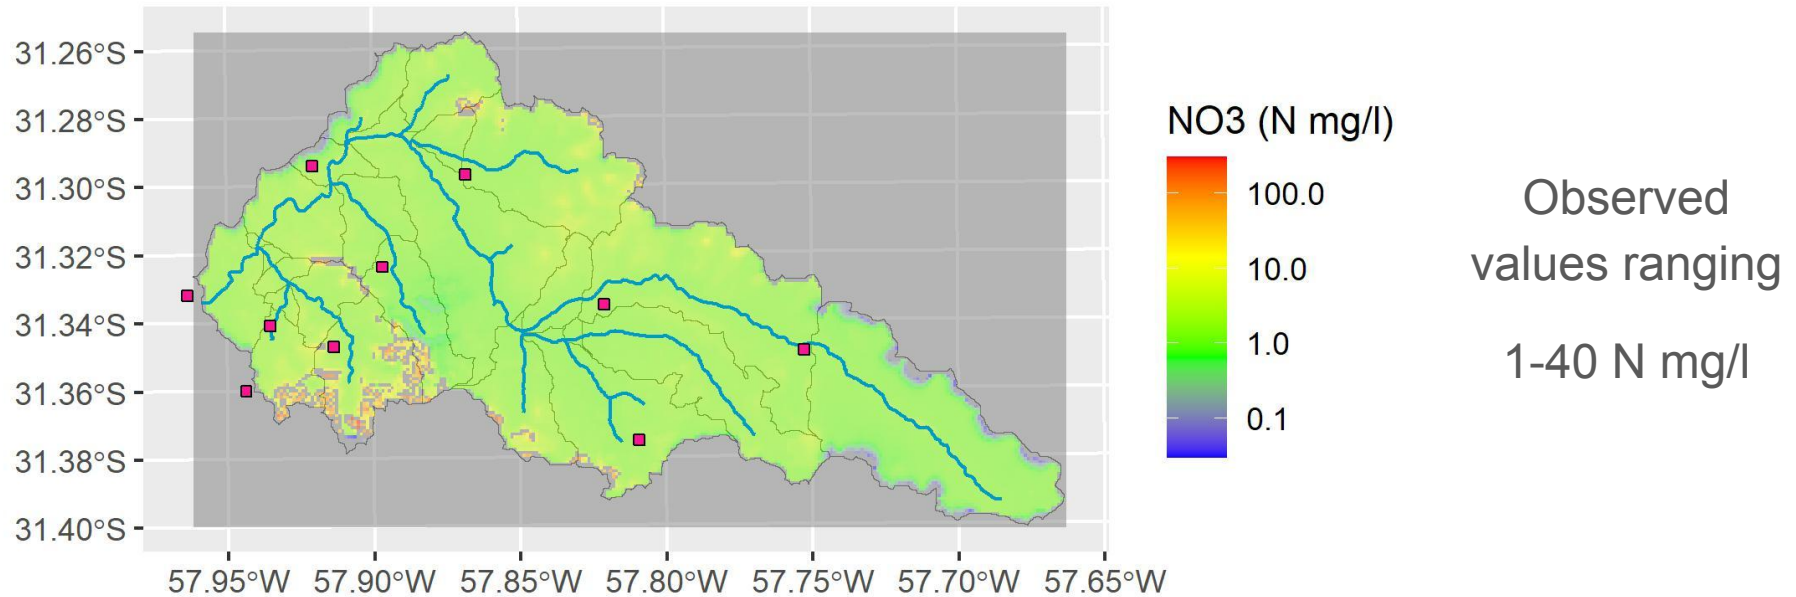 31.26°S
31.28°S
31.30°S
31.32°S
31.34°S
31.36°S
31.38°S
31.40°S
57.95°W 57.90°W 57.85°W 57.80°W 57.75°W 57.70°W 57.65°W
NO3 (N mg/l)
100.0
10.0
1.0
0.1
Observed
values ranging
1-40 N mg/l